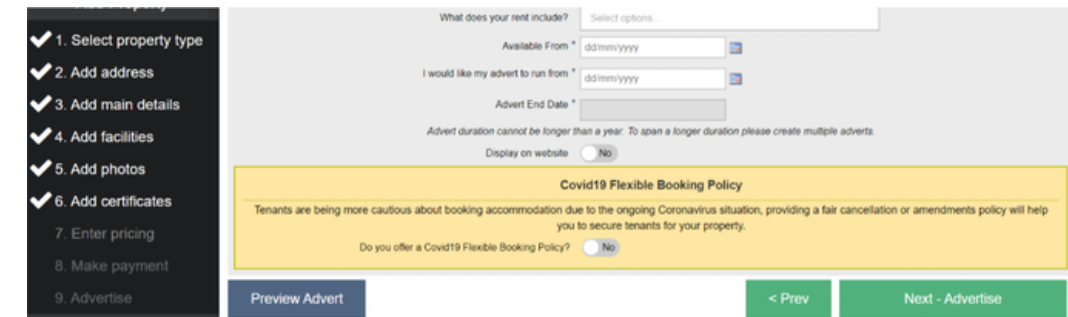 1. Select property type
2. Add address
3. Add main details
4. Add facilities
5. Add photos
6. Add certificates
7. Enter pricing
8. Make payment
9. Advertise
What does your rent include? Select options...
Available From * dd/mm/yyyy
I would like my advert to run from * dd/mm/yyyy
Advert End Date *
Advert duration cannot be longer than a year. To span a longer duration please create multiple adverts.
Display on website No
Covid19 Flexible Booking Policy
Tenants are being more cautious about booking accommodation due to the ongoing Coronavirus situation, providing a fair cancellation or amendments policy will help
you to secure tenants for your property.
Do you offer a Covid19 Flexible Booking Policy? No
Preview Advert < Prev Next - Advertise